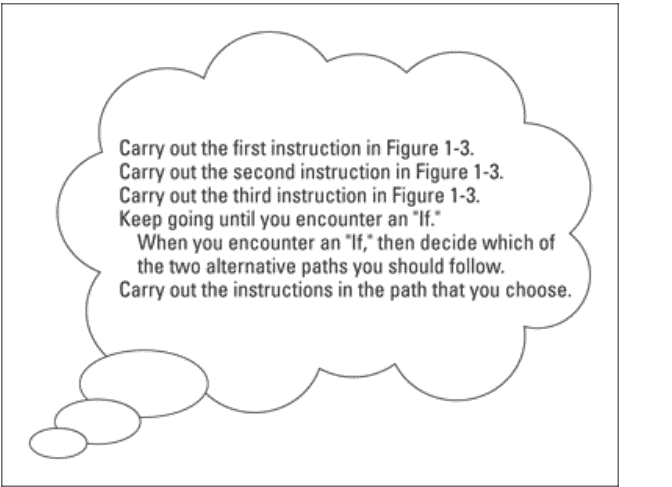 Carry out the first instruction in Figure 1-3.
Carry out the second instruction in Figure 1-3.
Carry out the third instruction in Figure 1-3.
Keep going until you encounter an "If."
When you encounter an "If," then decide which of
the two alternative paths you should follow.
Carry out the instructions in the path that you choose.